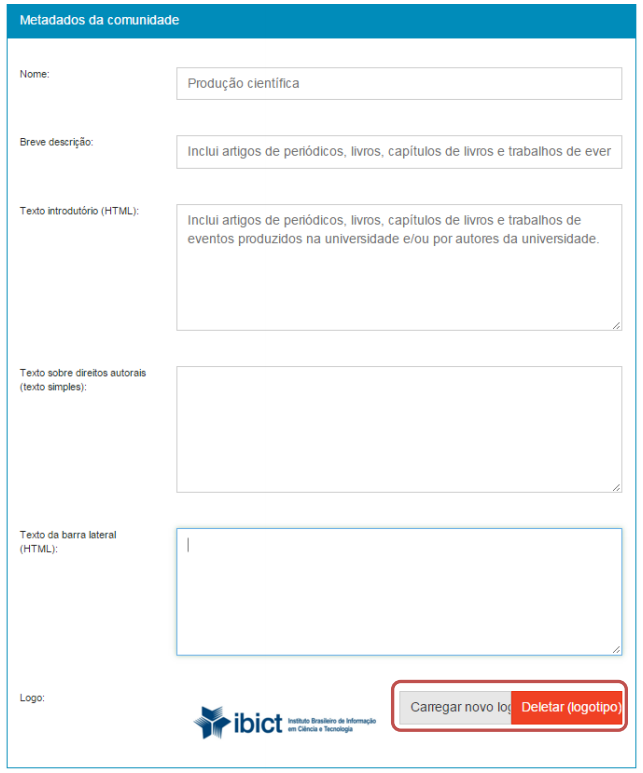 Metadados da comunidade
Nome:
Produção científica
Breve descrição:
Inclui artigos de periódicos, livros, capítulos de livros e trabalhos de ever
Texto introdutório (HTML):
Inclui artigos de periódicos, livros, capítulos de livros e trabalhos de
eventos produzidos na universidade e/ou por autores da universidade.
Texto sobre direitos autorais
(texto simples):
Texto da barra lateral
(HTML):
Logo:
ibict
Instituto Brasileiro de Informação
em Ciência e Tecnologia
Carregar novo log
Deletar (logotipo)